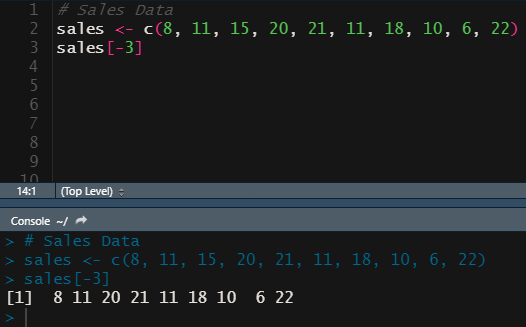 1 # Sales Data
2 sales <- c(8, 11, 15, 20, 21, 11, 18, 10, 6, 22)
3 sales[-3]
4
5
6
7
8
9
10
14:1 (Top Level)
Console ~/
> # Sales Data
> sales <- c(8, 11, 15, 20, 21, 11, 18, 10, 6, 22)
> sales[-3]
[1]  8 11 20 21 11 18 10  6 22
>